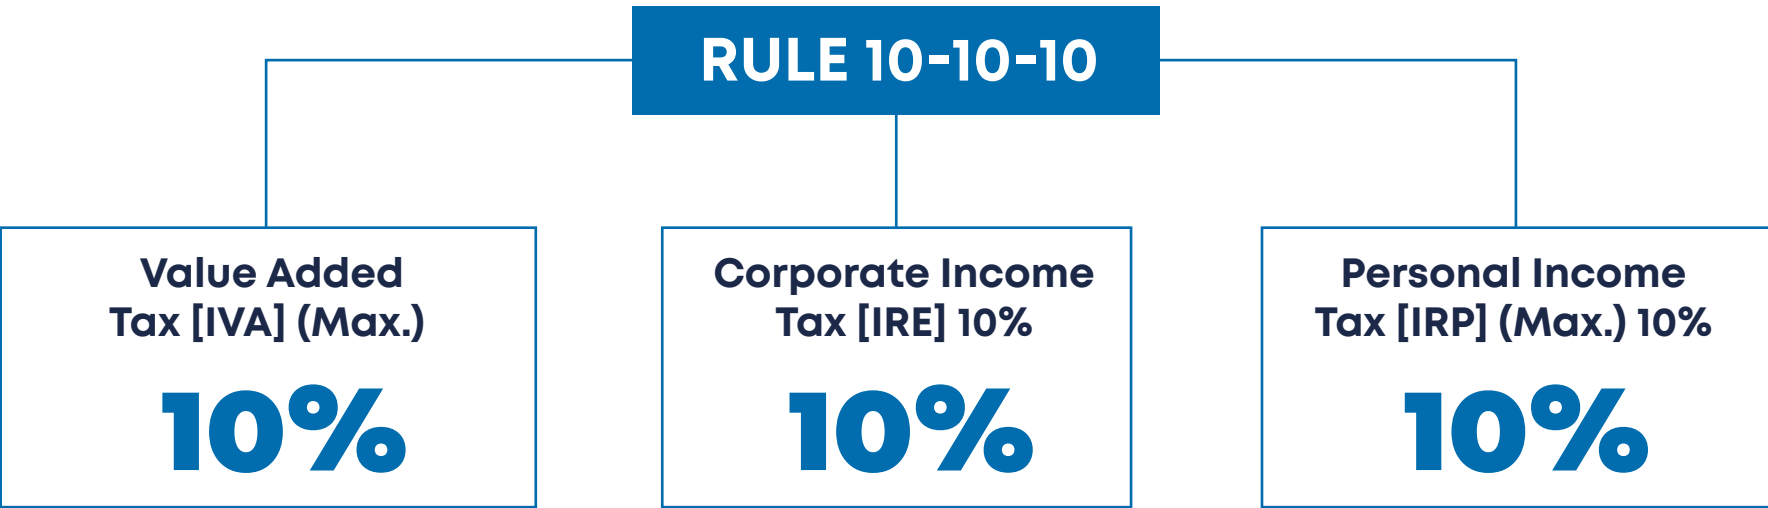 RULE 10-10-10
Value Added
Tax [IVA] (Max.)
10%
Corporate Income
Tax [IRE] 10%
10%
Personal Income
Tax [IRP] (Max.) 10%
10%